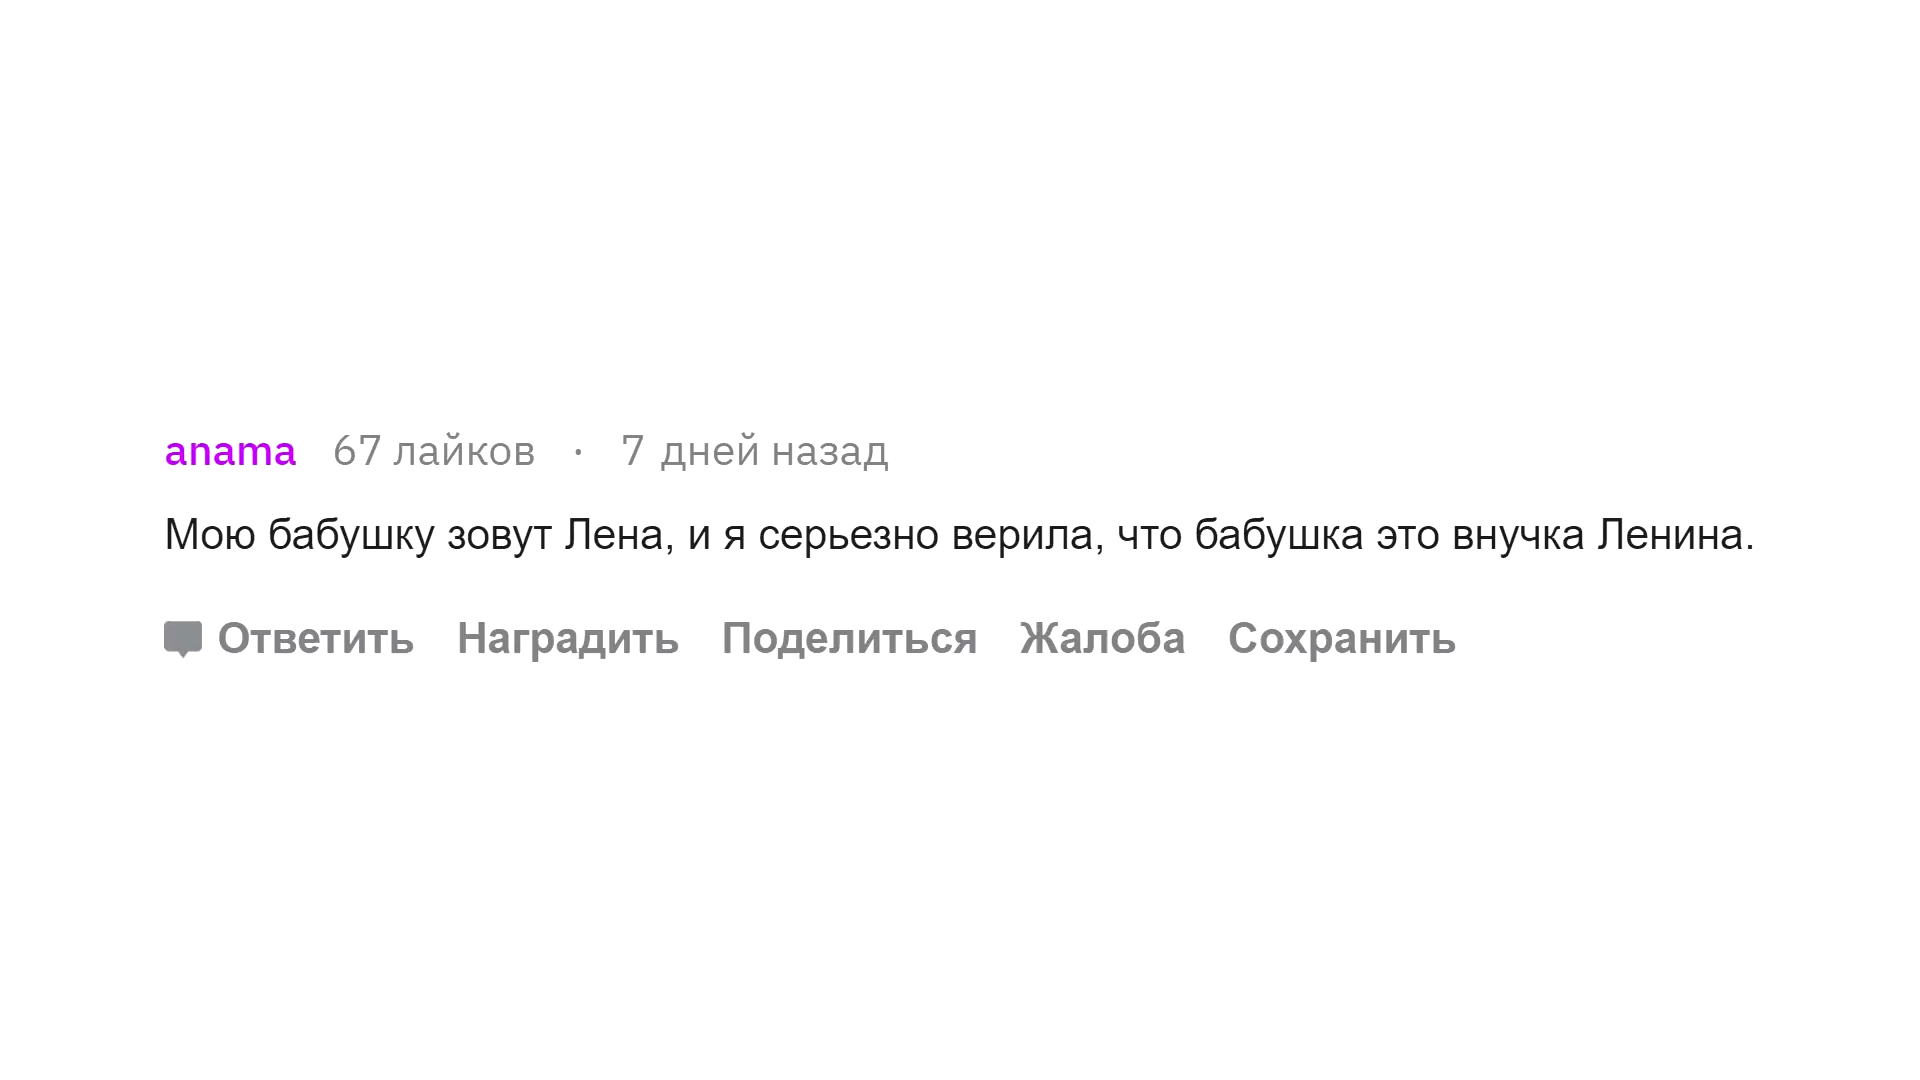 anama 67 лайков · 7 дней назад
Мою бабушку зовут Лена, и я серьезно верила, что бабушка это внучка Ленина.
Ответить Наградить Поделиться Жалоба Сохранить